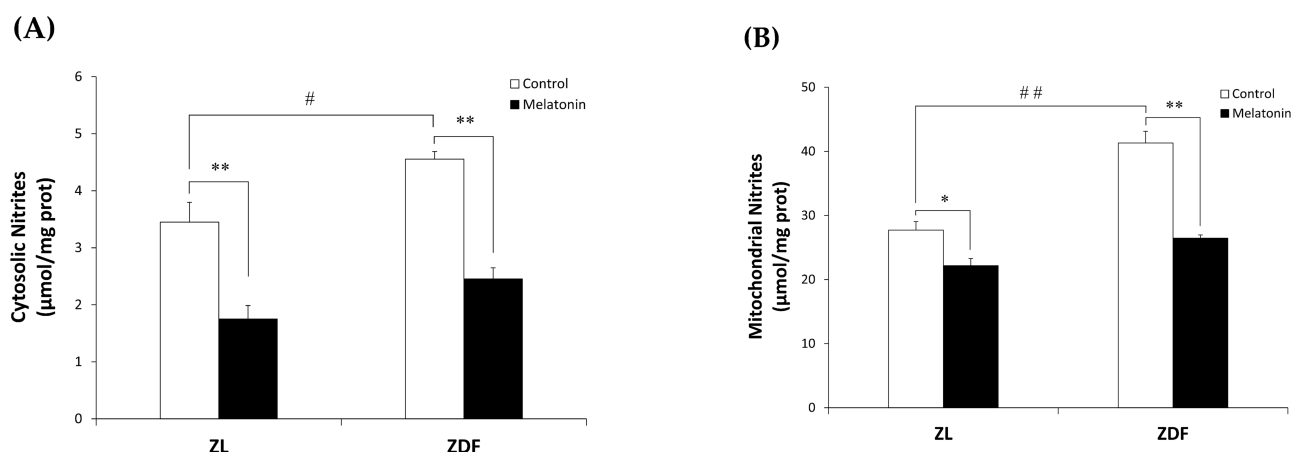 (A)
Cytosolic Nitrites
(µmol/mg prot)
6
5
4
3
2
1
0
Control
Melatonin
#
**
**
ZL
ZDF
(B)
Mitochondrial Nitrites
(µmol/mg prot)
50
40
30
20
10
0
Control
Melatonin
# #
**
*
ZL
ZDF